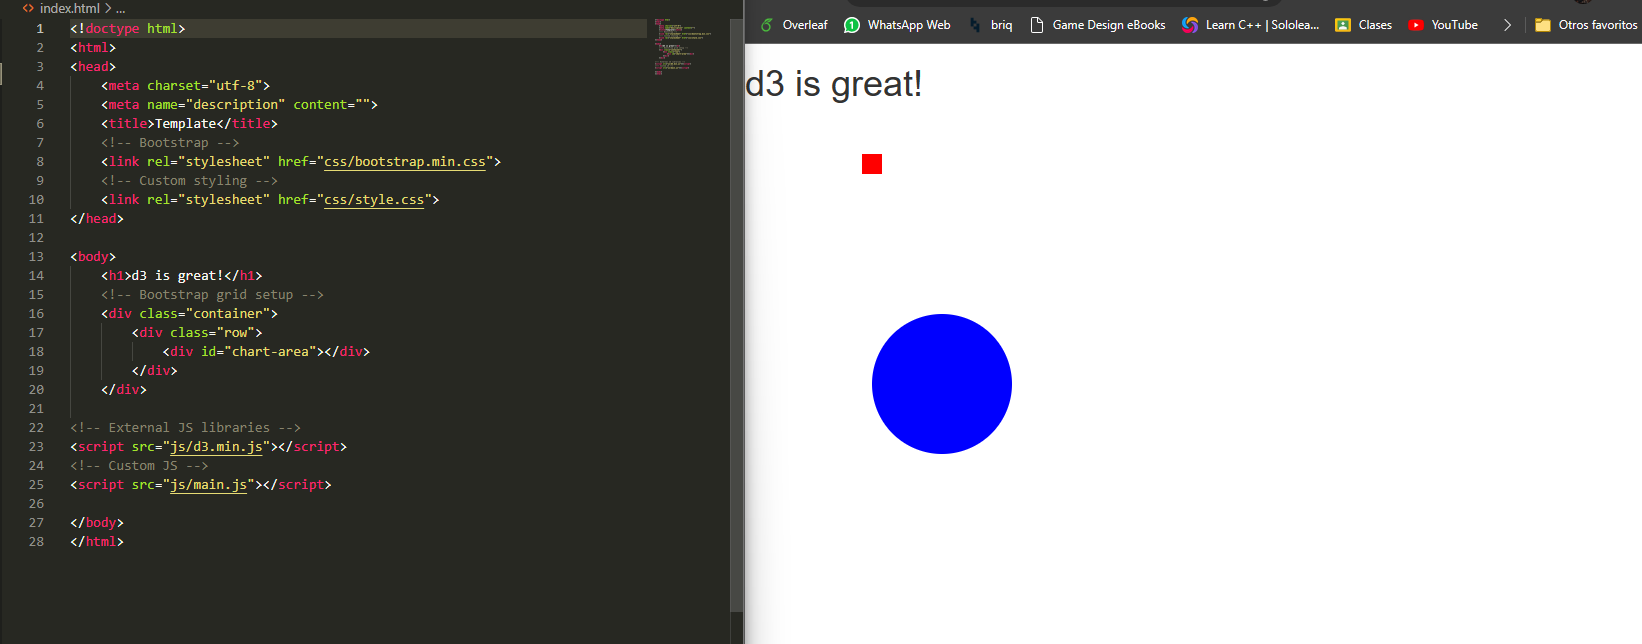 index.html > ...
1 <!doctype html>
2 <html>
3 <head>
4 <meta charset="utf-8">
5 <meta name="description" content="">
6 <title>Template</title>
7 <!-- Bootstrap -->
8 <link rel="stylesheet" href="css/bootstrap.min.css">
9 <!-- Custom styling -->
10 <link rel="stylesheet" href="css/style.css">
11 </head>
12
13 <body>
14 <h1>d3 is great!</h1>
15 <!-- Bootstrap grid setup -->
16 <div class="container">
17 <div class="row">
18 <div id="chart-area"></div>
19 </div>
20 </div>
21
22 <!-- External JS libraries -->
23 <script src="js/d3.min.js"></script>
24 <!-- Custom JS -->
25 <script src="js/main.js"></script>
26
27 </body>
28 </html>
Overleaf WhatsApp Web briq Game Design eBooks Learn C++ | Sololea... Clases YouTube Otros favoritos
d3 is great!